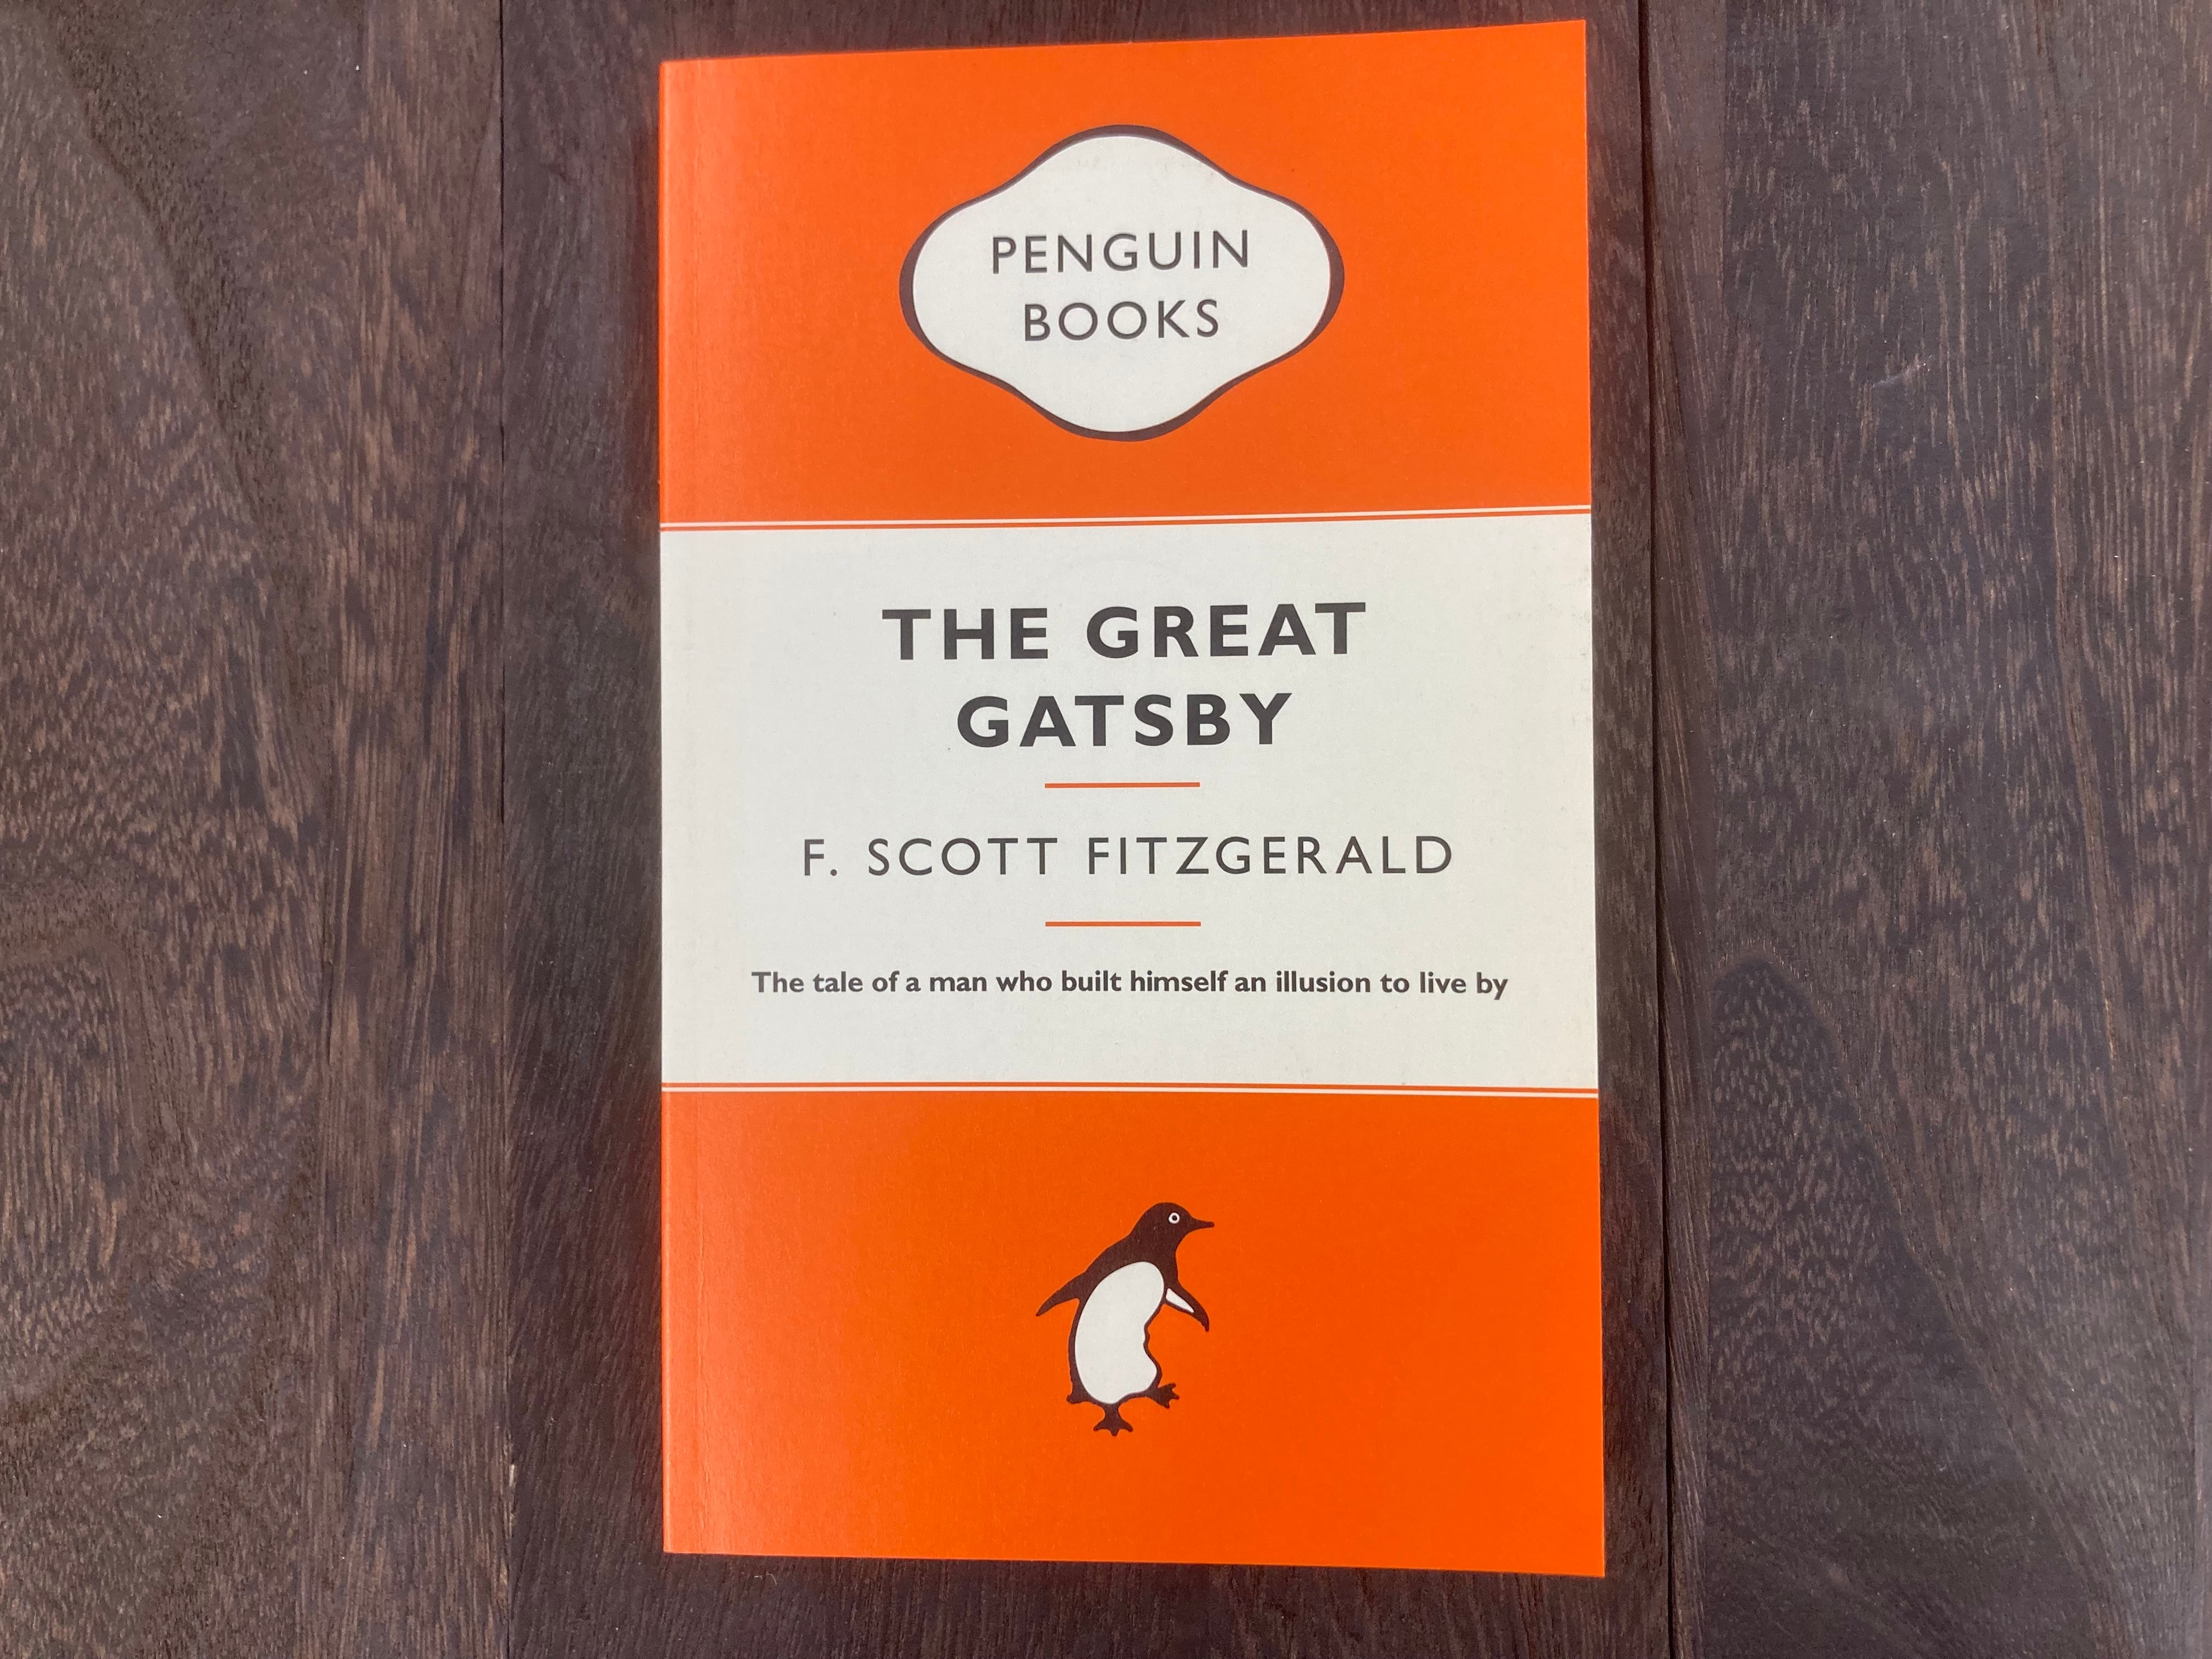 PENGUIN
BOOKS
THE GREAT
GATSBY
F. SCOTT FITZGERALD
The tale of a man who built himself an illusion to live by